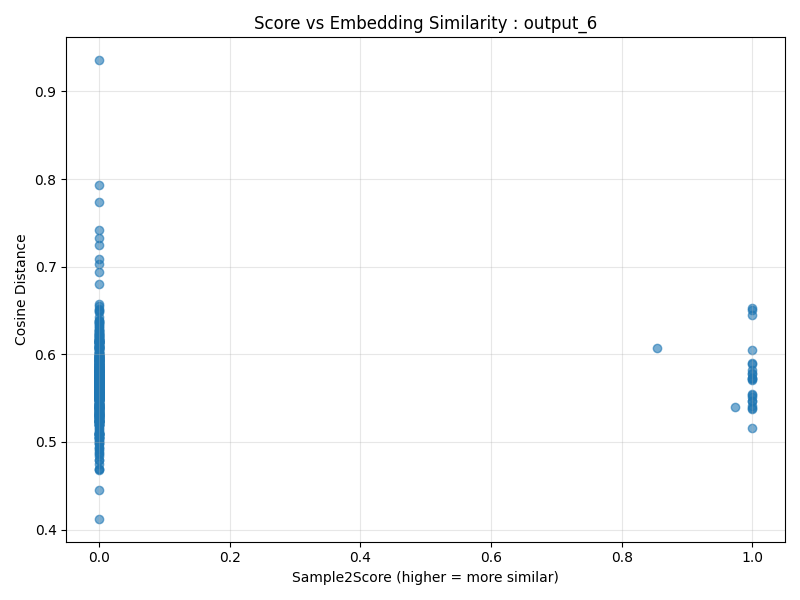 Score vs Embedding Similarity : output_6
Cosine Distance
0.9
0.8
0.7
0.6
0.5
0.4
0.0 0.2 0.4 0.6 0.8 1.0
Sample2Score (higher = more similar)